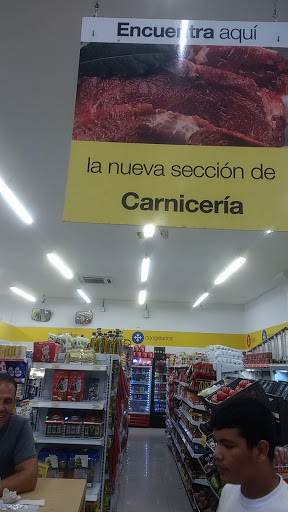 Encuentra aquí
la nueva sección de
Carnicería
congelados